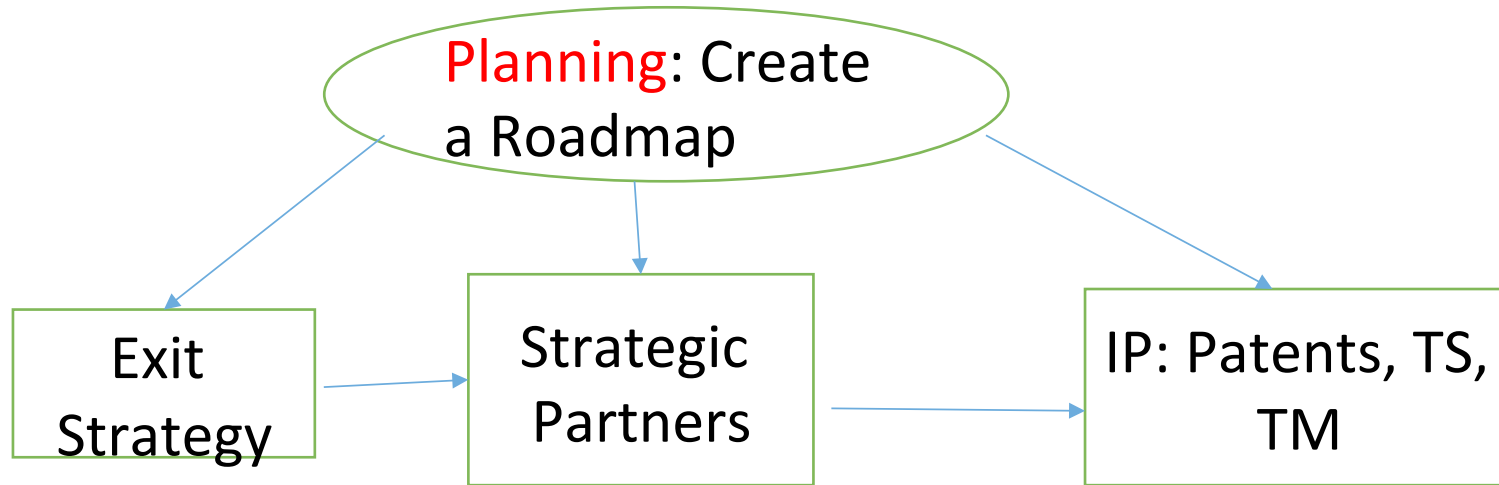 Planning: Create
a Roadmap
Exit
Strategy
Strategic
Partners
IP: Patents, TS,
TM